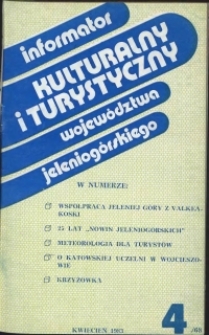 informator
KULTURALNY
i TURYSTYCZNY
województwa
jeleniogórskiego
W NUMERZE:
WSPÓŁPRACA JELENIEJ GÓRY Z VALKEA-
KOSKI
25 LAT „NOWIN JELENIOGÓRSKICH"
METEOROLOGIA DLA TURYSTÓW
O KATOWSKIEJ UCZELNI W WOJCIESZO-
WIE
KRZYŻÓWKA
KWIECIEŃ 1983
4